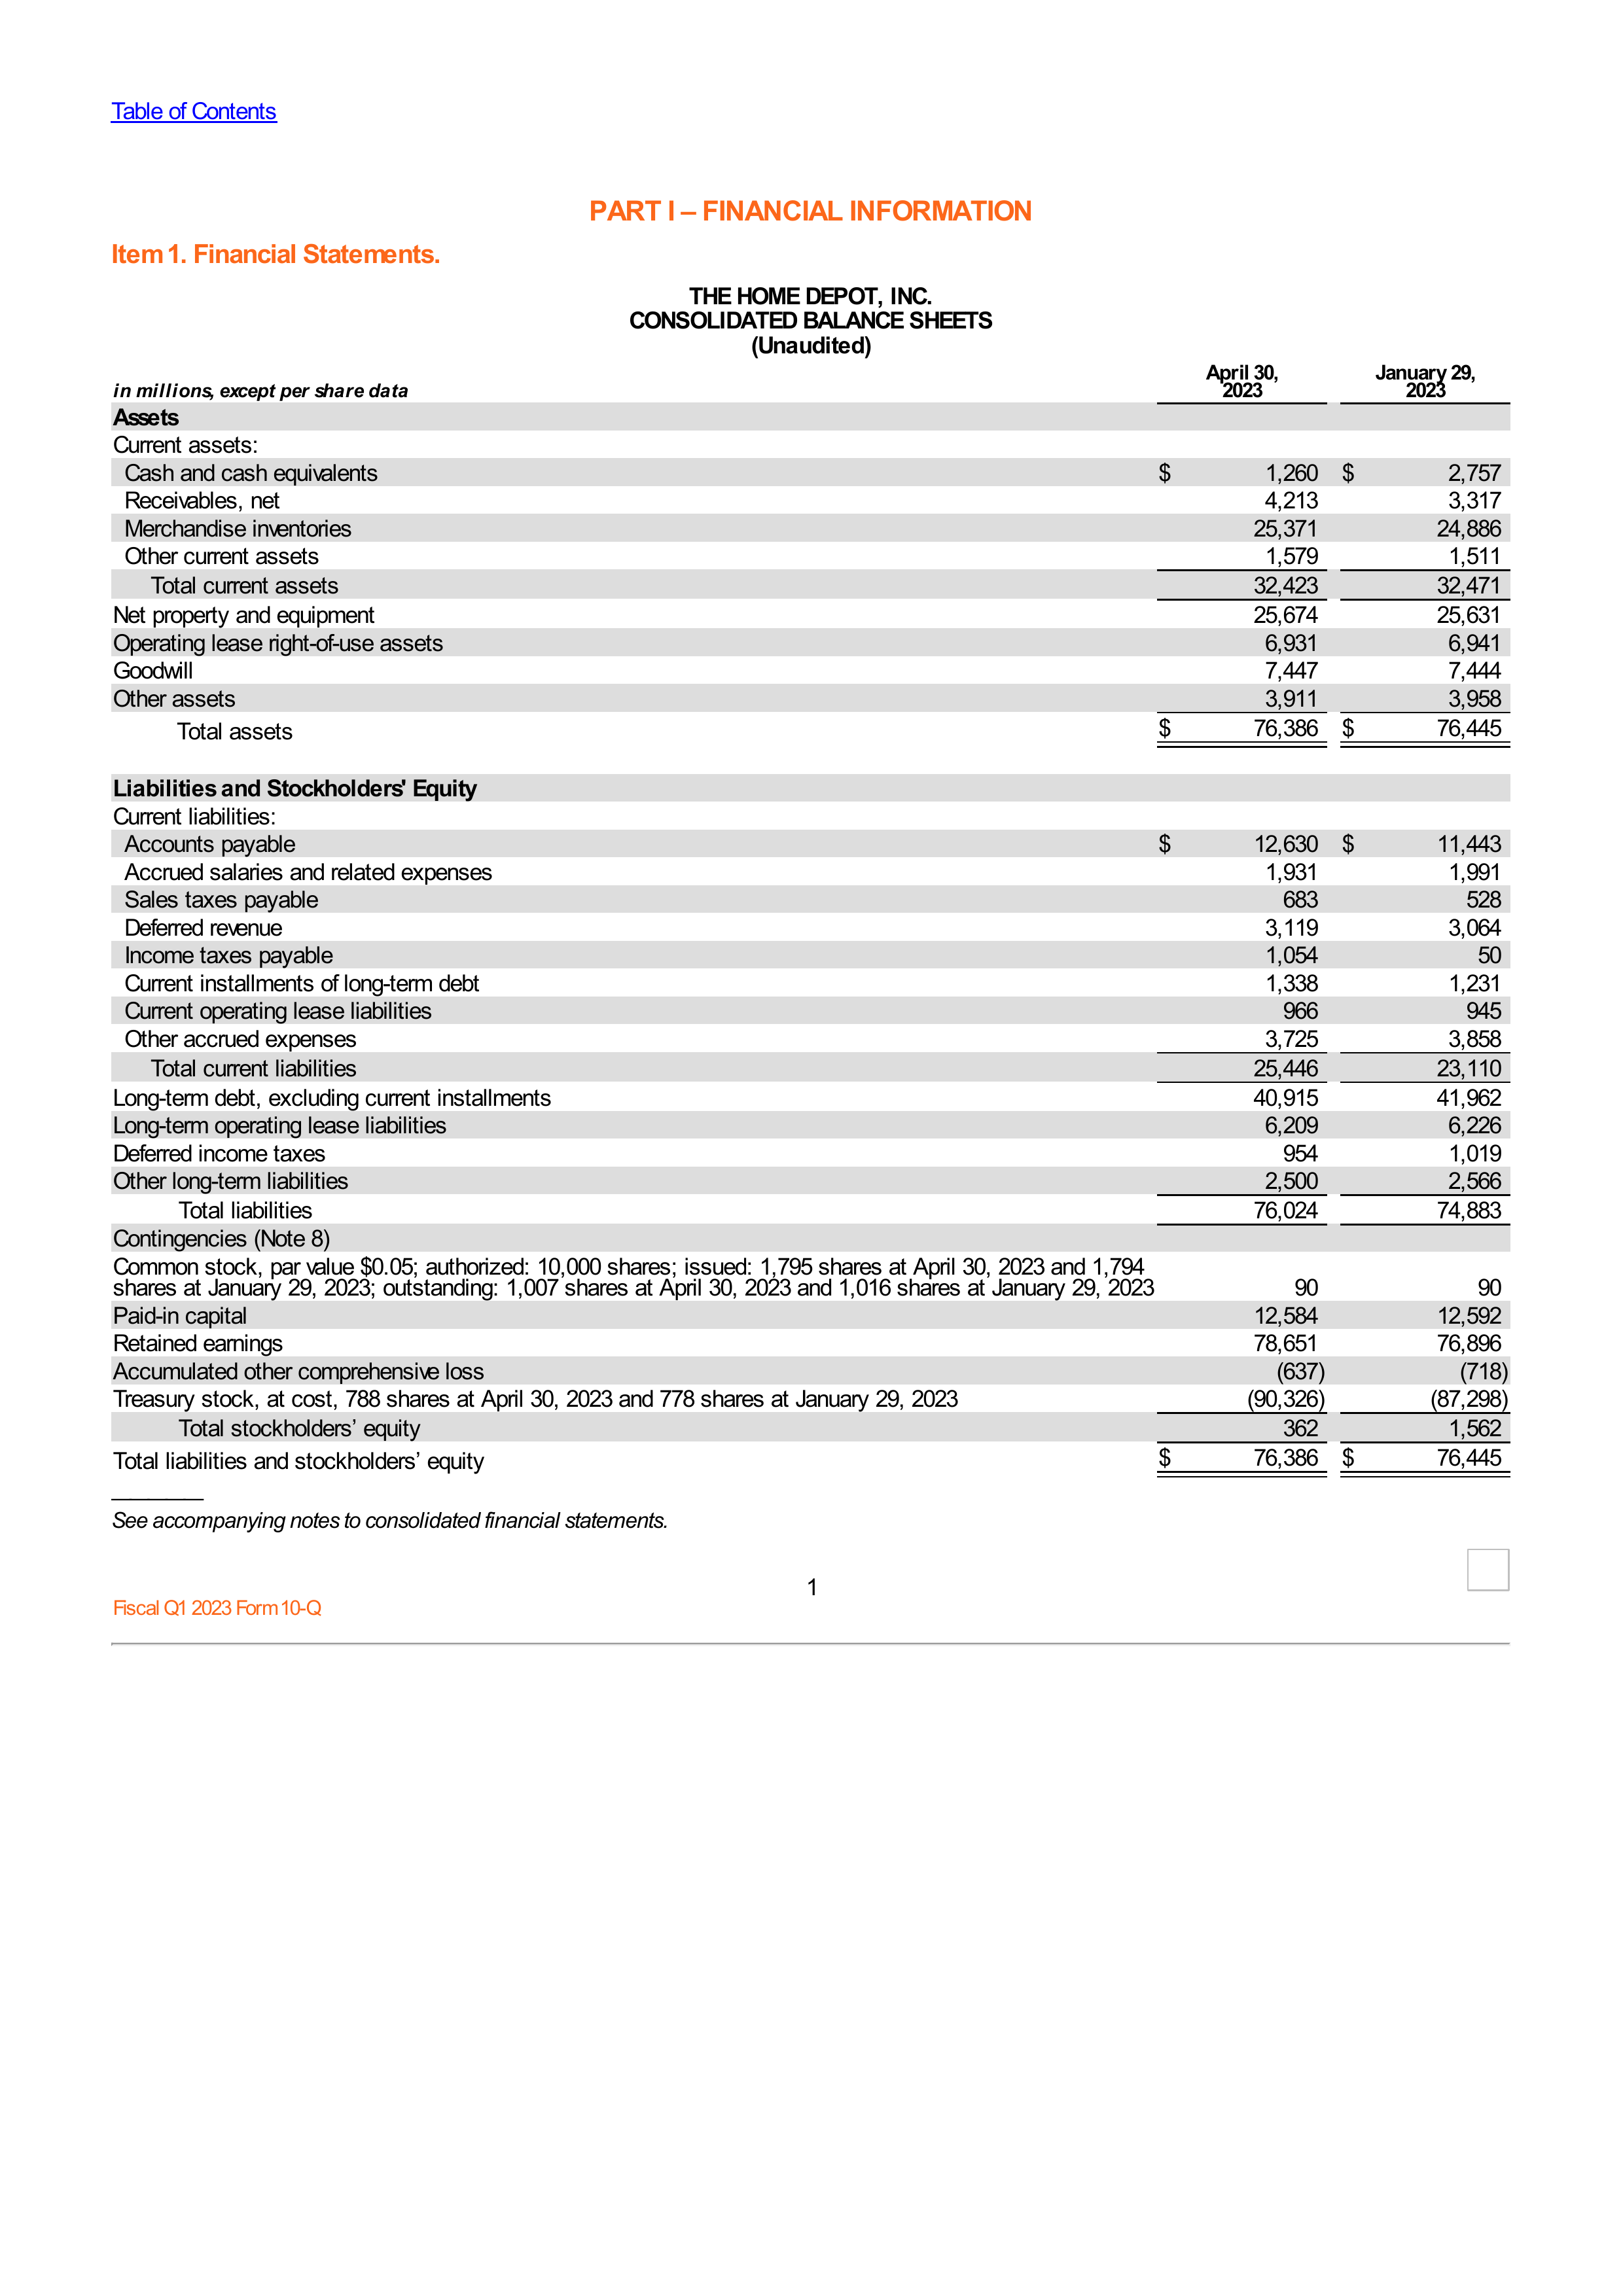 Table of Contents
PART I – FINANCIAL INFORMATION
Item 1. Financial Statements.
THE HOME DEPOT, INC.
CONSOLIDATED BALANCE SHEETS
(Unaudited)
in millions, except per share data April 30, 2023 January 29, 2023
Assets
Current assets:
Cash and cash equivalents $ 1,260 $ 2,757
Receivables, net 4,213 3,317
Merchandise inventories 25,371 24,886
Other current assets 1,579 1,511
Total current assets 32,423 32,471
Net property and equipment 25,674 25,631
Operating lease right-of-use assets 6,931 6,941
Goodwill 7,447 7,444
Other assets 3,911 3,958
Total assets $ 76,386 $ 76,445
Liabilities and Stockholders' Equity
Current liabilities:
Accounts payable $ 12,630 $ 11,443
Accrued salaries and related expenses 1,931 1,991
Sales taxes payable 683 528
Deferred revenue 3,119 3,064
Income taxes payable 1,054 50
Current installments of long-term debt 1,338 1,231
Current operating lease liabilities 966 945
Other accrued expenses 3,725 3,858
Total current liabilities 25,446 23,110
Long-term debt, excluding current installments 40,915 41,962
Long-term operating lease liabilities 6,209 6,226
Deferred income taxes 954 1,019
Other long-term liabilities 2,500 2,566
Total liabilities 76,024 74,883
Contingencies (Note 8)
Common stock, par value $0.05; authorized: 10,000 shares; issued: 1,795 shares at April 30, 2023 and 1,794
shares at January 29, 2023; outstanding: 1,007 shares at April 30, 2023 and 1,016 shares at January 29, 2023 90 90
Paid-in capital 12,584 12,592
Retained earnings 78,651 76,896
Accumulated other comprehensive loss (637) (718)
Treasury stock, at cost, 788 shares at April 30, 2023 and 778 shares at January 29, 2023 (90,326) (87,298)
Total stockholders’ equity 362 1,562
Total liabilities and stockholders’ equity $ 76,386 $ 76,445
See accompanying notes to consolidated financial statements.
1
Fiscal Q1 2023 Form 10-Q